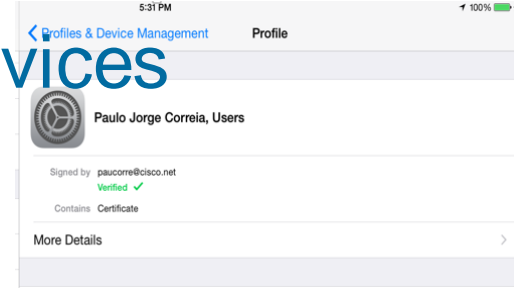 5:31 PM 100%
Profiles & Device Management Profile
vices
Paulo Jorge Correia, Users
Signed by paucorre@cisco.net
Verified
Contains Certificate
More Details